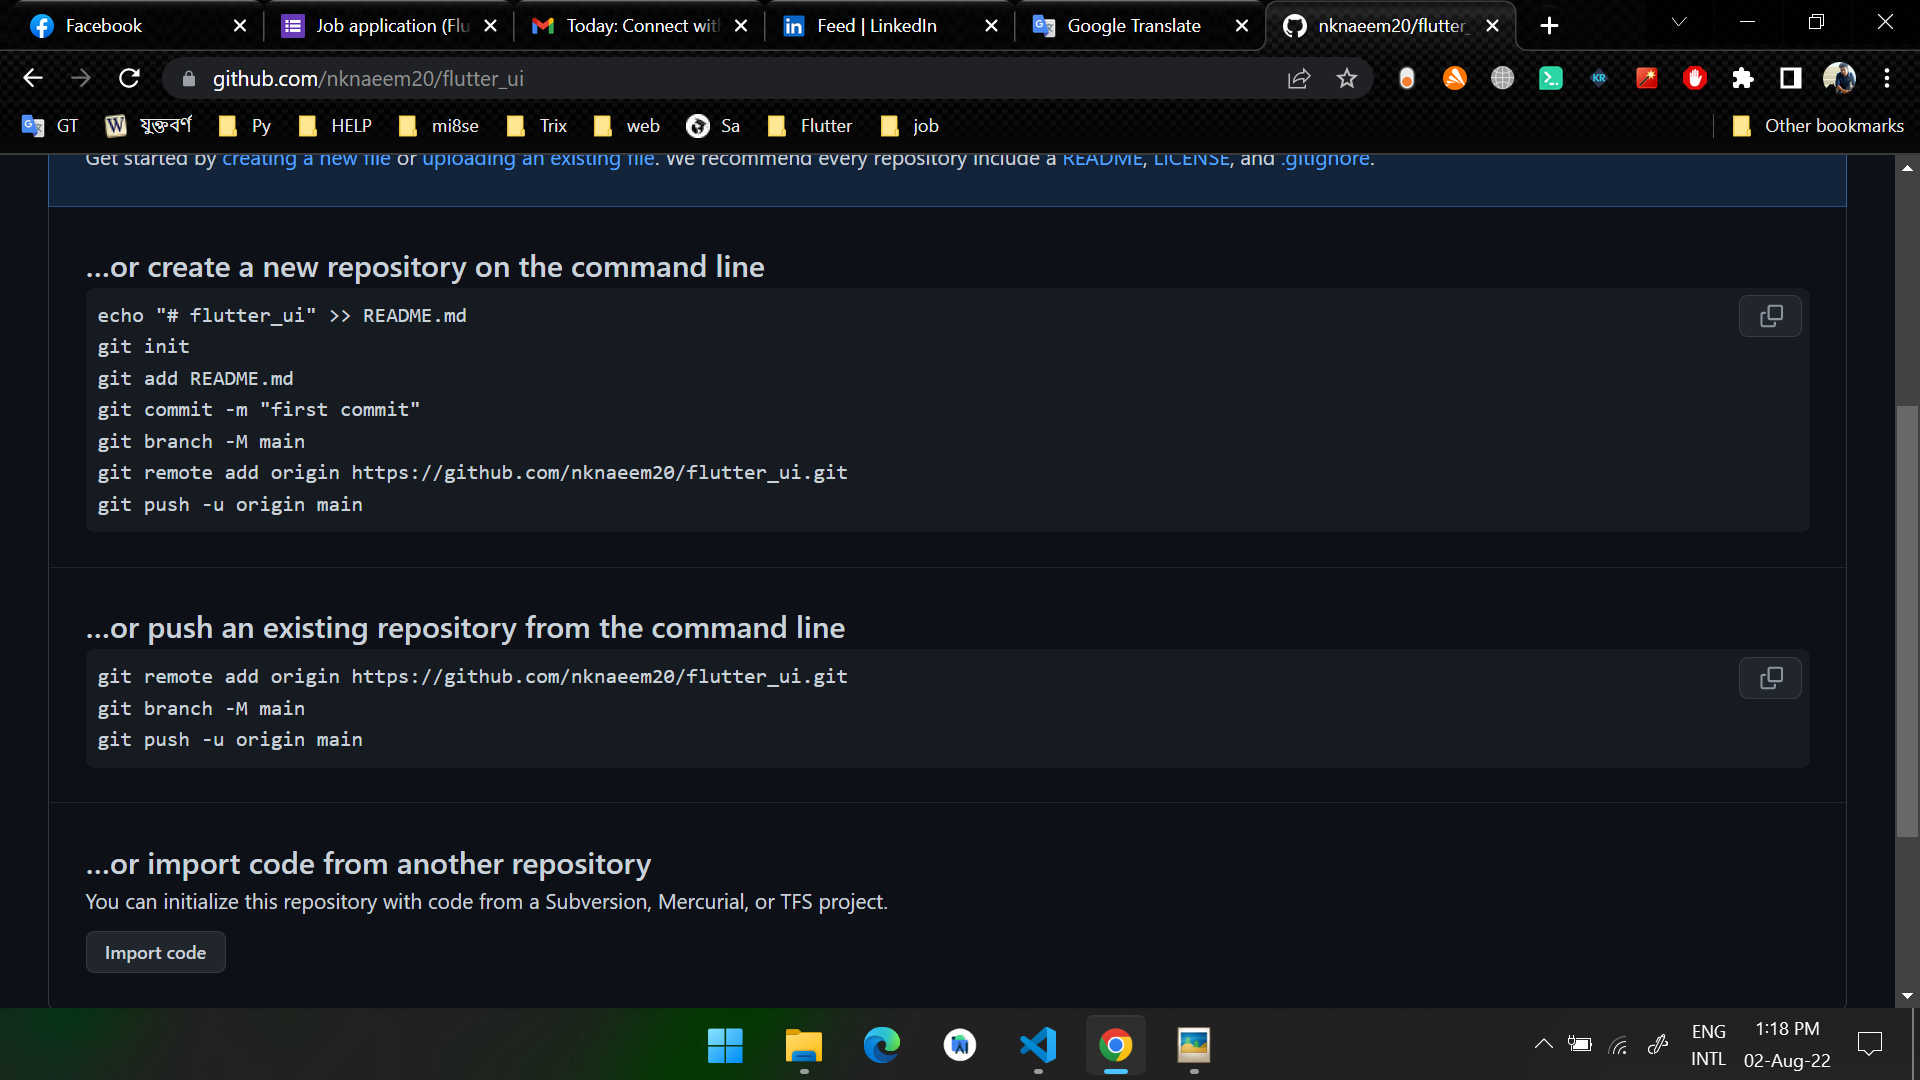 Facebook
Job application (Flu
Today: Connect wit
Feed | LinkedIn
Google Translate
nknaeem20/flutter_
github.com/nknaeem20/flutter_ui
KR
GT
যুক্তবর্ণ
Py
HELP
mi8se
Trix
web
Sa
Flutter
job
Other bookmarks
Get started by creating a new file or uploading an existing file. We recommend every repository include a README, LICENSE, and .gitignore.
…or create a new repository on the command line
echo "# flutter_ui" >> README.md
git init
git add README.md
git commit -m "first commit"
git branch -M main
git remote add origin https://github.com/nknaeem20/flutter_ui.git
git push -u origin main
…or push an existing repository from the command line
git remote add origin https://github.com/nknaeem20/flutter_ui.git
git branch -M main
git push -u origin main
…or import code from another repository
You can initialize this repository with code from a Subversion, Mercurial, or TFS project.
Import code
ENG
INTL
1:18 PM
02-Aug-22